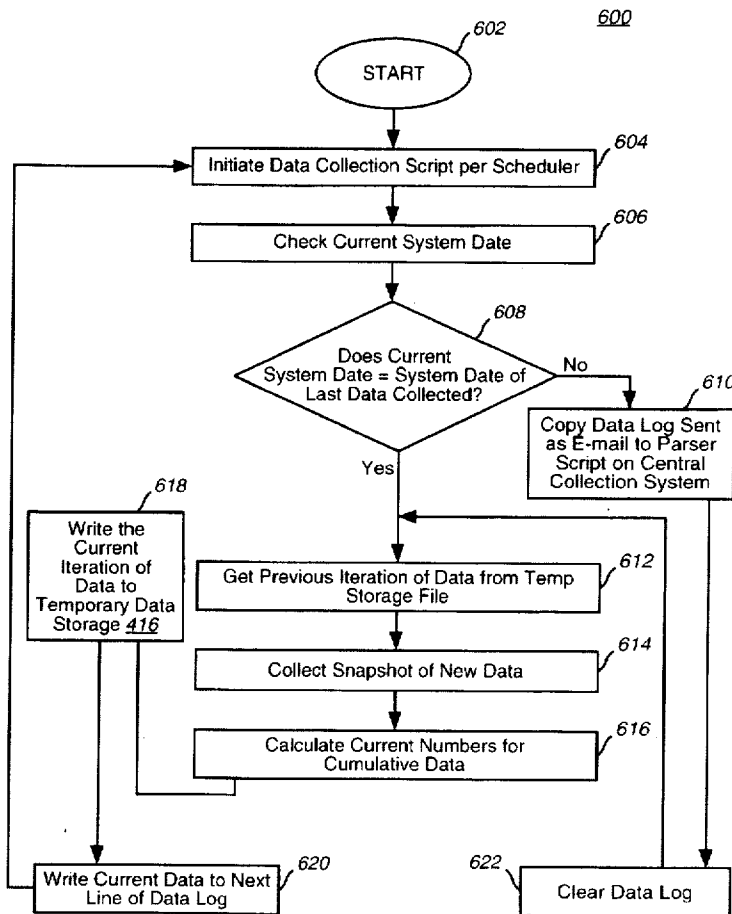 600
602
START
604
Initiate Data Collection Script per Scheduler
606
Check Current System Date
608
Does Current
System Date = System Date of
Last Data Collected?
No
610
Copy Data Log Sent
as E-mail to Parser
Script on Central
Collection System
Yes
618
Write the
Current
Iteration of
Data to
Temporary Data
Storage 416
612
Get Previous Iteration of Data from Temp
Storage File
614
Collect Snapshot of New Data
616
Calculate Current Numbers for
Cumulative Data
620
Write Current Data to Next
Line of Data Log
622
Clear Data Log